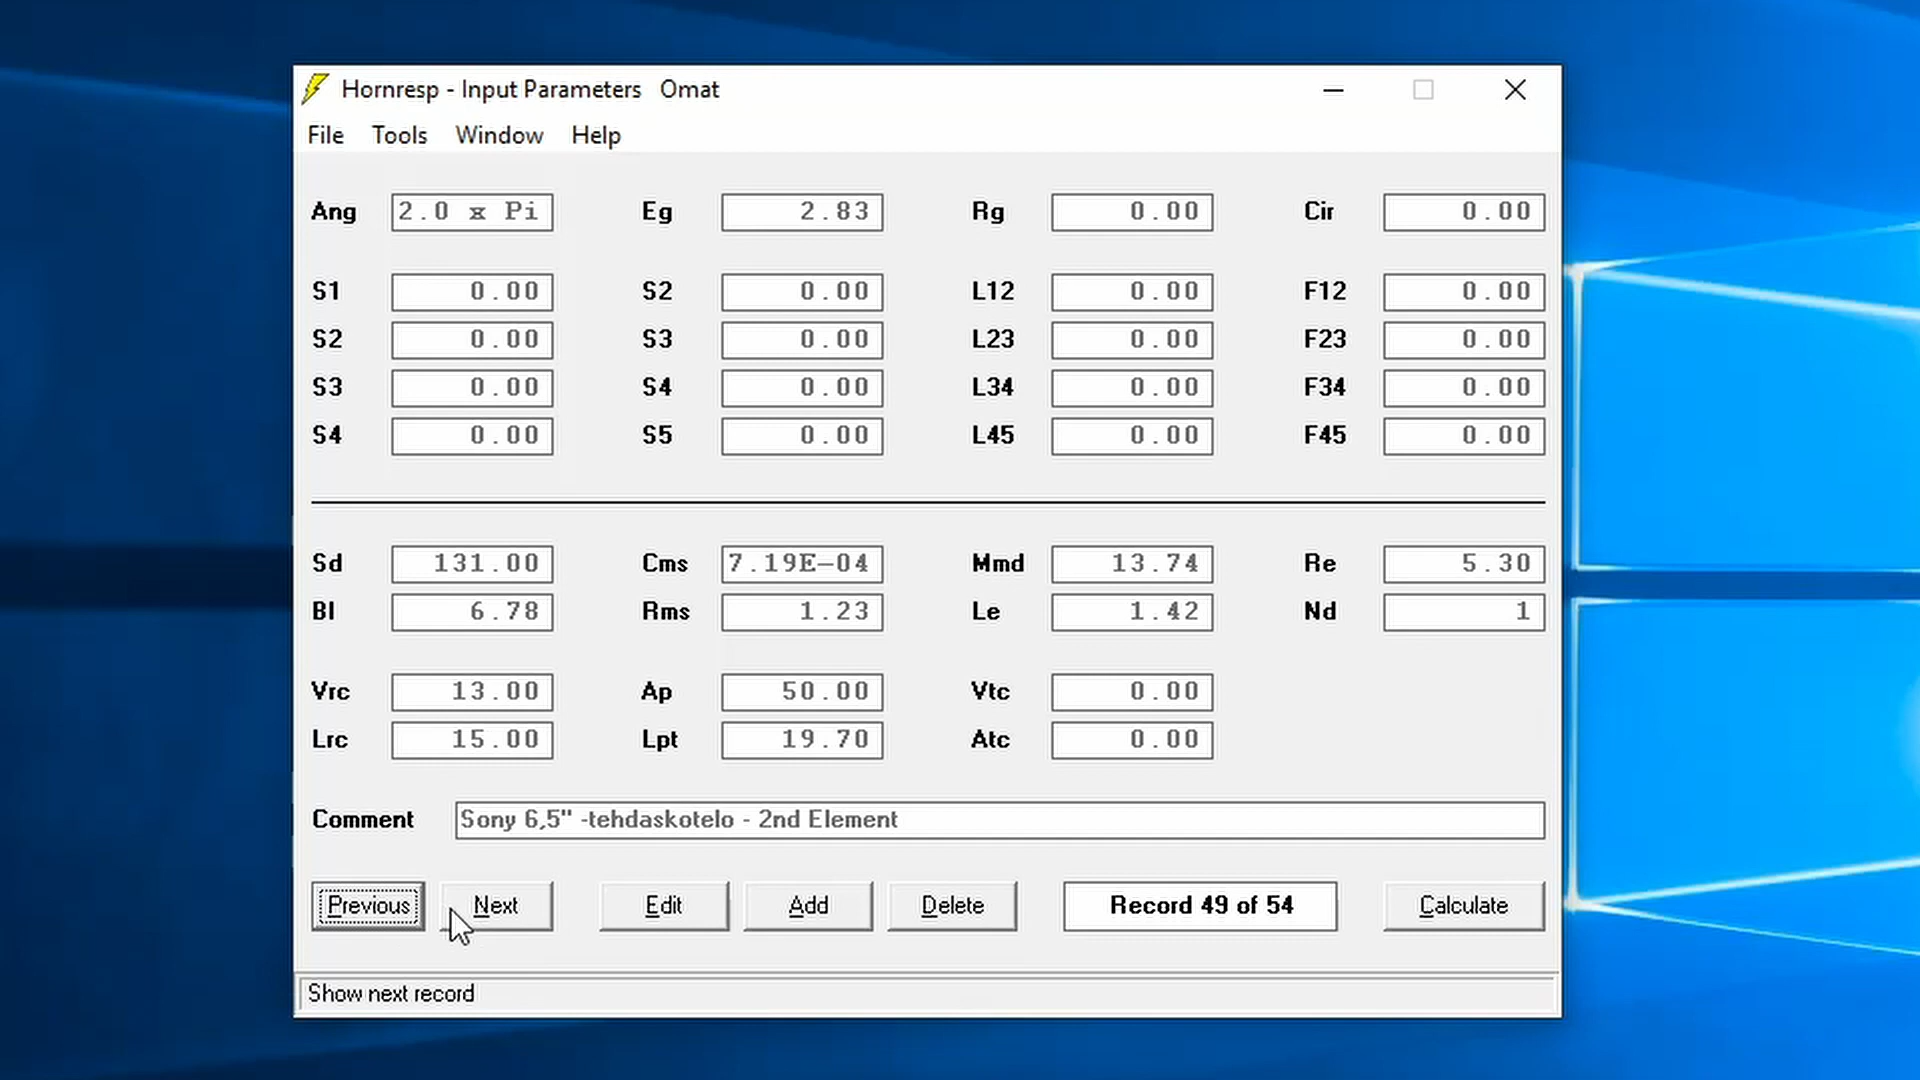 Hornresp - Input Parameters Omat
File Tools Window Help
Ang 2.0 x Pi Eg 2.83 Rg 0.00 Cir 0.00
S1 0.00 S2 0.00 L12 0.00 F12 0.00
S2 0.00 S3 0.00 L23 0.00 F23 0.00
S3 0.00 S4 0.00 L34 0.00 F34 0.00
S4 0.00 S5 0.00 L45 0.00 F45 0.00
Sd 131.00 Cms 7.19E-04 Mmd 13.74 Re 5.30
Bl 6.78 Rms 1.23 Le 1.42 Nd 1
Vrc 13.00 Ap 50.00 Vtc 0.00
Lrc 15.00 Lpt 19.70 Atc 0.00
Comment Sony 6,5" -tehdaskotelo - 2nd Element
Previous Next Edit Add Delete Record 49 of 54 Calculate
Show next record